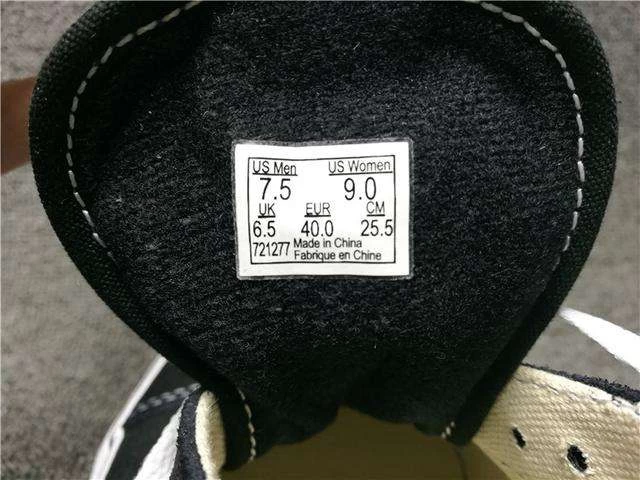 US Men US Women
7.5 9.0
UK EUR CM
6.5 40.0 25.5
721277 Made in China
Fabrique en Chine